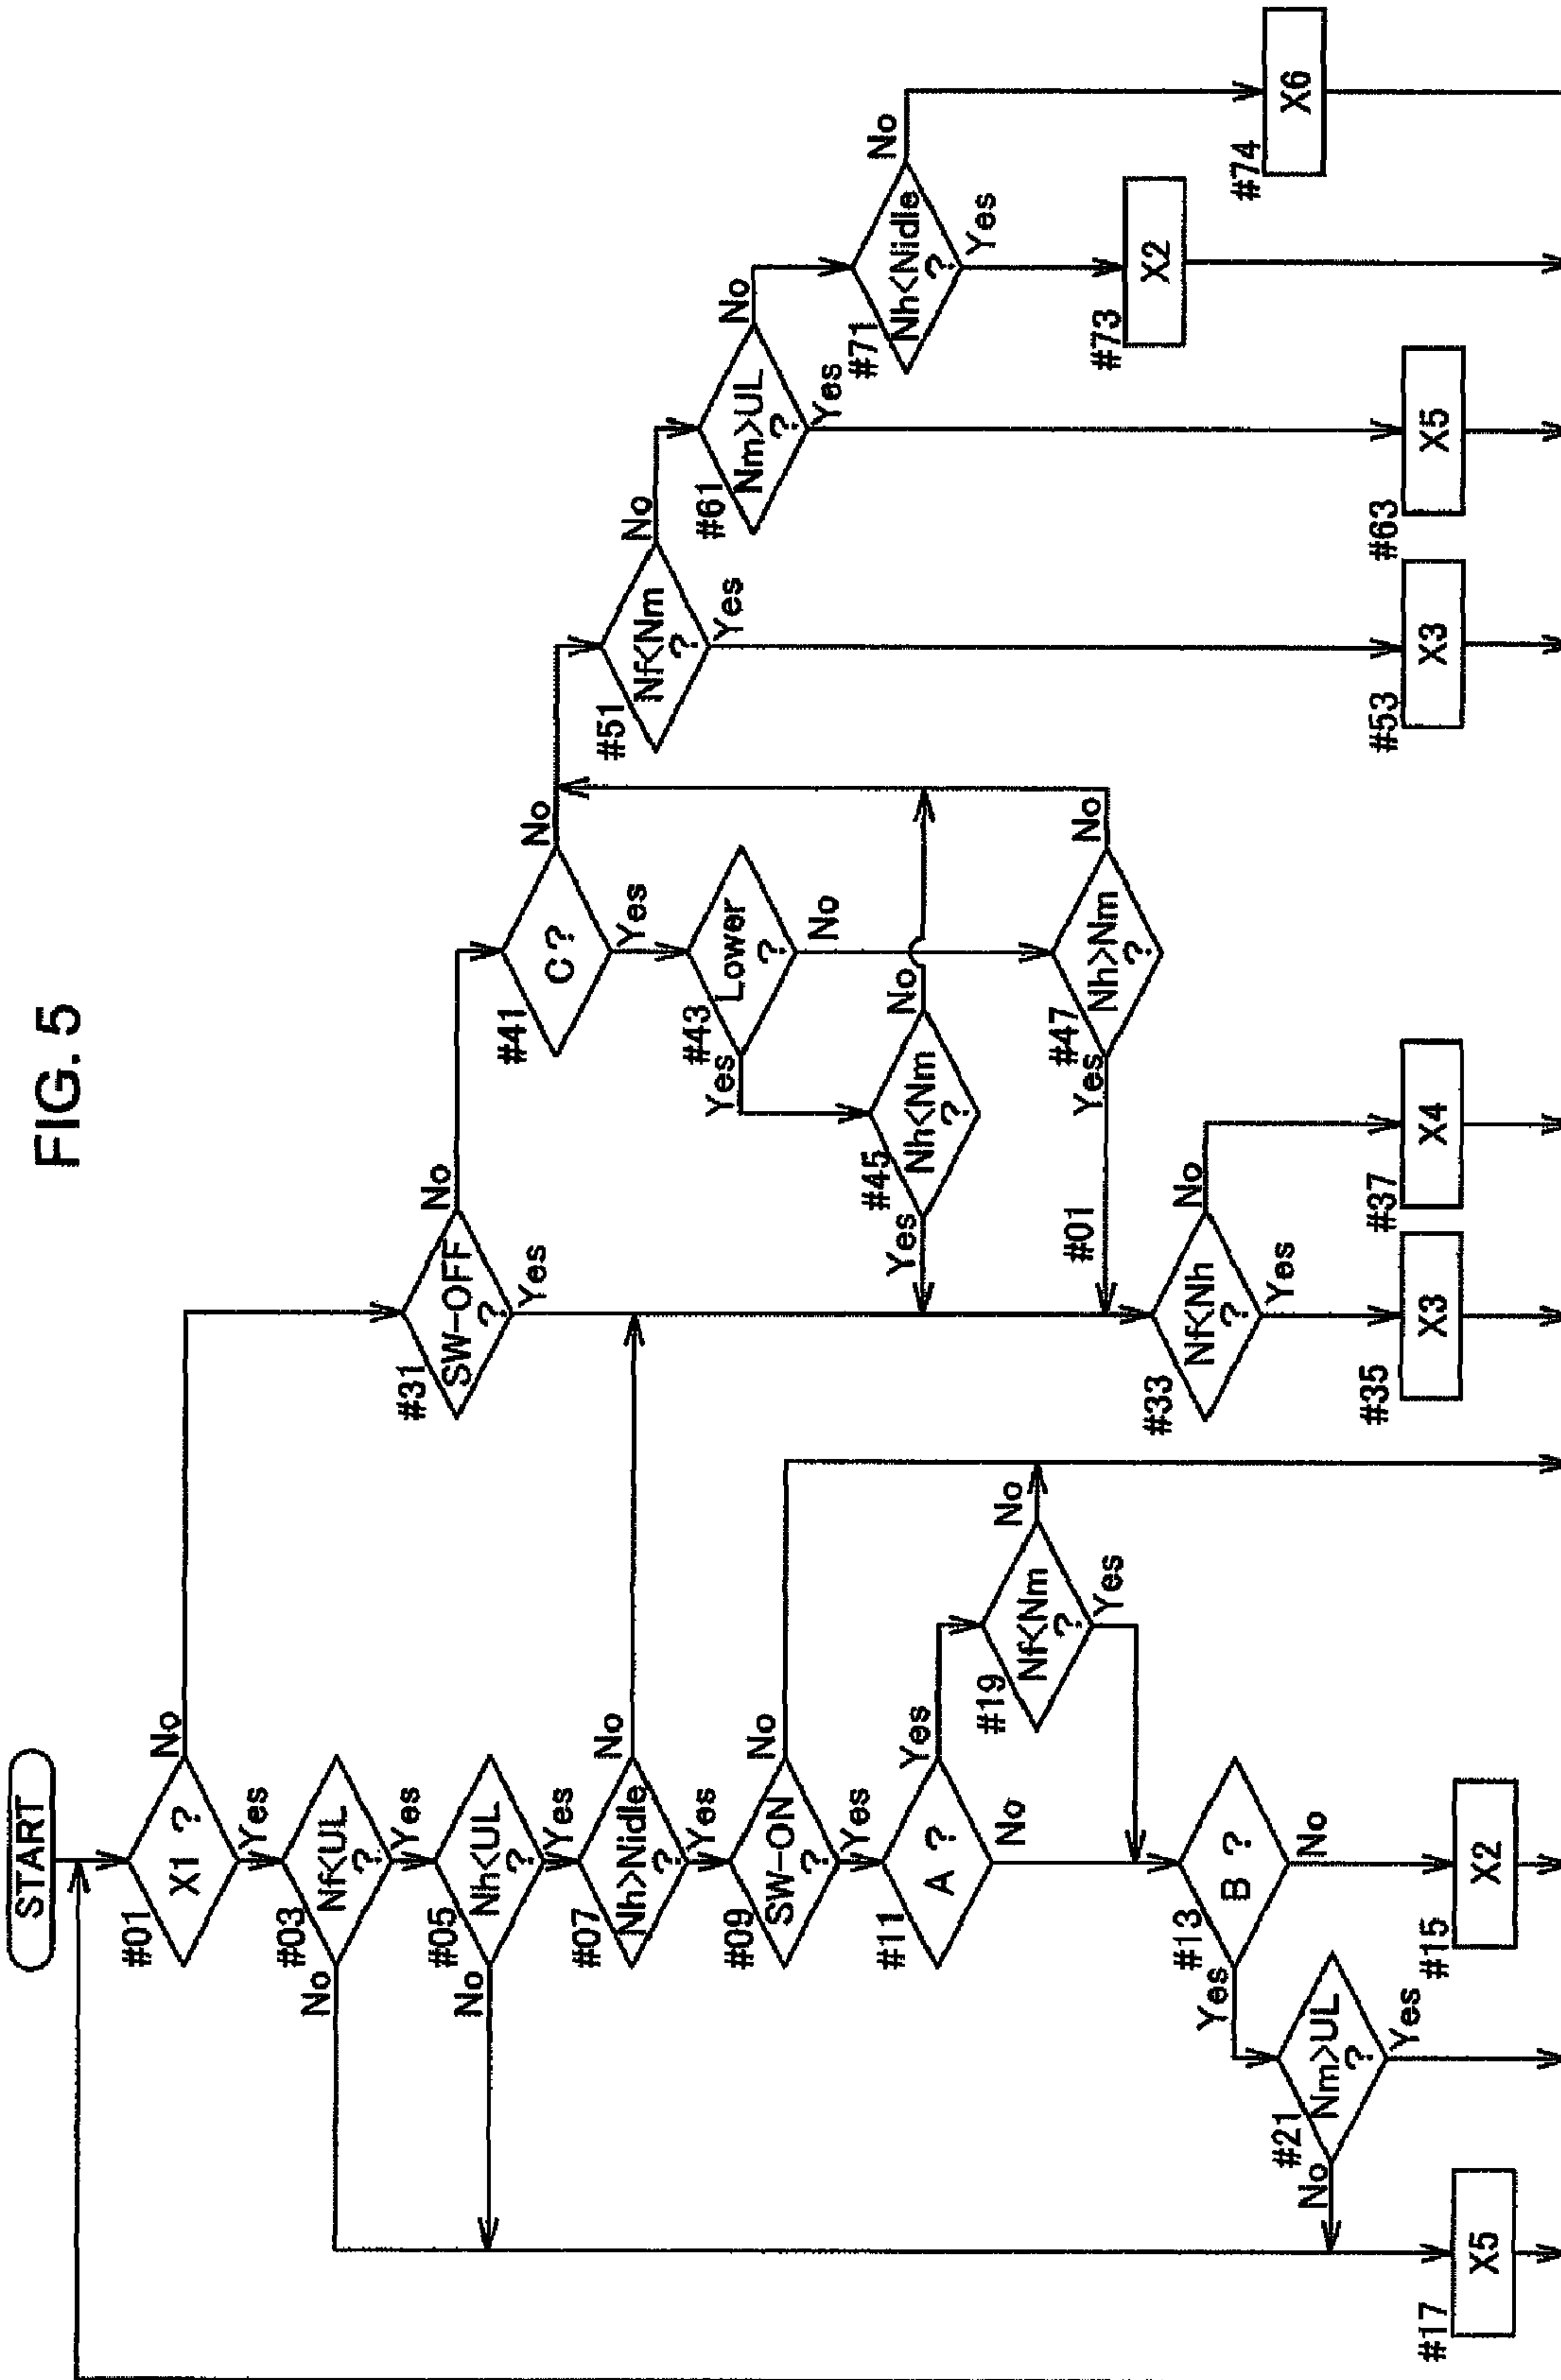 FIG. 5
START
#01
X1 ?
No
Yes
#03
Nf<UL
?
No
Yes
#05
Nh<UL
?
No
Yes
#07
Nh>Nidle
?
No
Yes
#09
SW-ON
?
No
Yes
#11
A ?
Yes
No
#19
Nf<Nm
?
No
Yes
#13
B ?
Yes
No
#21
Nm>UL
?
No
Yes
#17
X5
#15
X2
#31
SW-OFF
?
No
Yes
#41
C ?
No
Yes
#43
Lower
?
Yes
No
#45
Nh<Nm
?
Yes
No
#47
Nh>Nm
?
Yes
No
#01
#33
Nf<Nh
?
No
Yes
#35
X3
#37
X4
#51
Nf<Nm
?
No
Yes
#53
X3
#61
Nm>UL
?
No
Yes
#63
X5
#71
Nh<Nidle
?
No
Yes
#73
X2
#74
X6